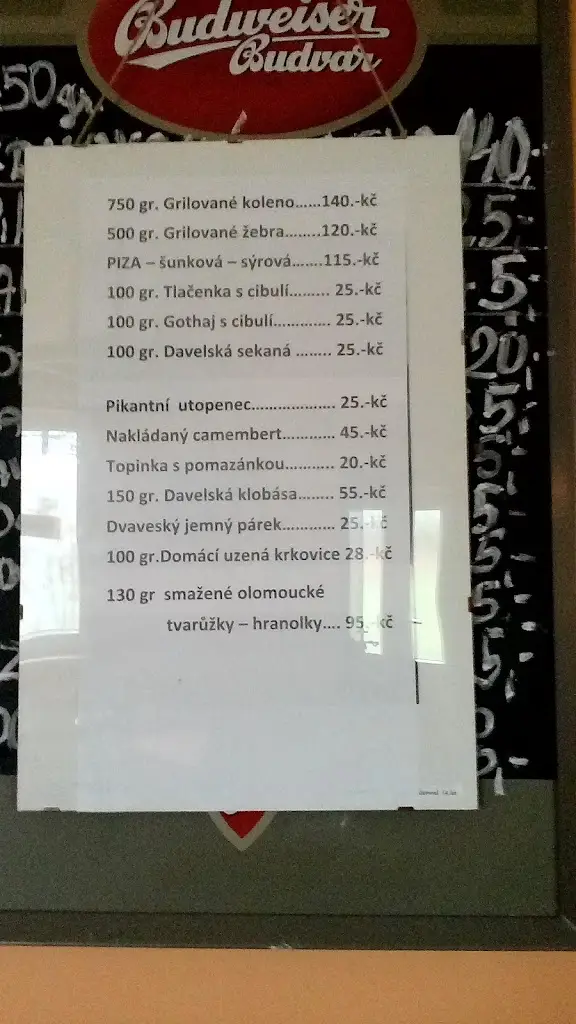 Budweiser
Budvar
50 gr
140,-
750 gr. Grilované koleno......140.-kč
500 gr. Grilované žebra........120.-kč
PIZA – šunková – sýrová.......115.-kč
100 gr. Tlačenka s cibulí......... 25.-kč
100 gr. Gothaj s cibulí............. 25.-kč
100 gr. Davelská sekaná ........ 25.-kč
Pikantní utopenec.................... 25.-kč
Nakládaný camembert............ 45.-kč
Topinka s pomazánkou............ 20.-kč
150 gr. Davelská klobása........ 55.-kč
Dvaveský jemný párek............ 25.-kč
100 gr.Domácí uzená krkovice 28.-kč
130 gr smažené olomoucké
tvarůžky – hranolky.... 95.-kč